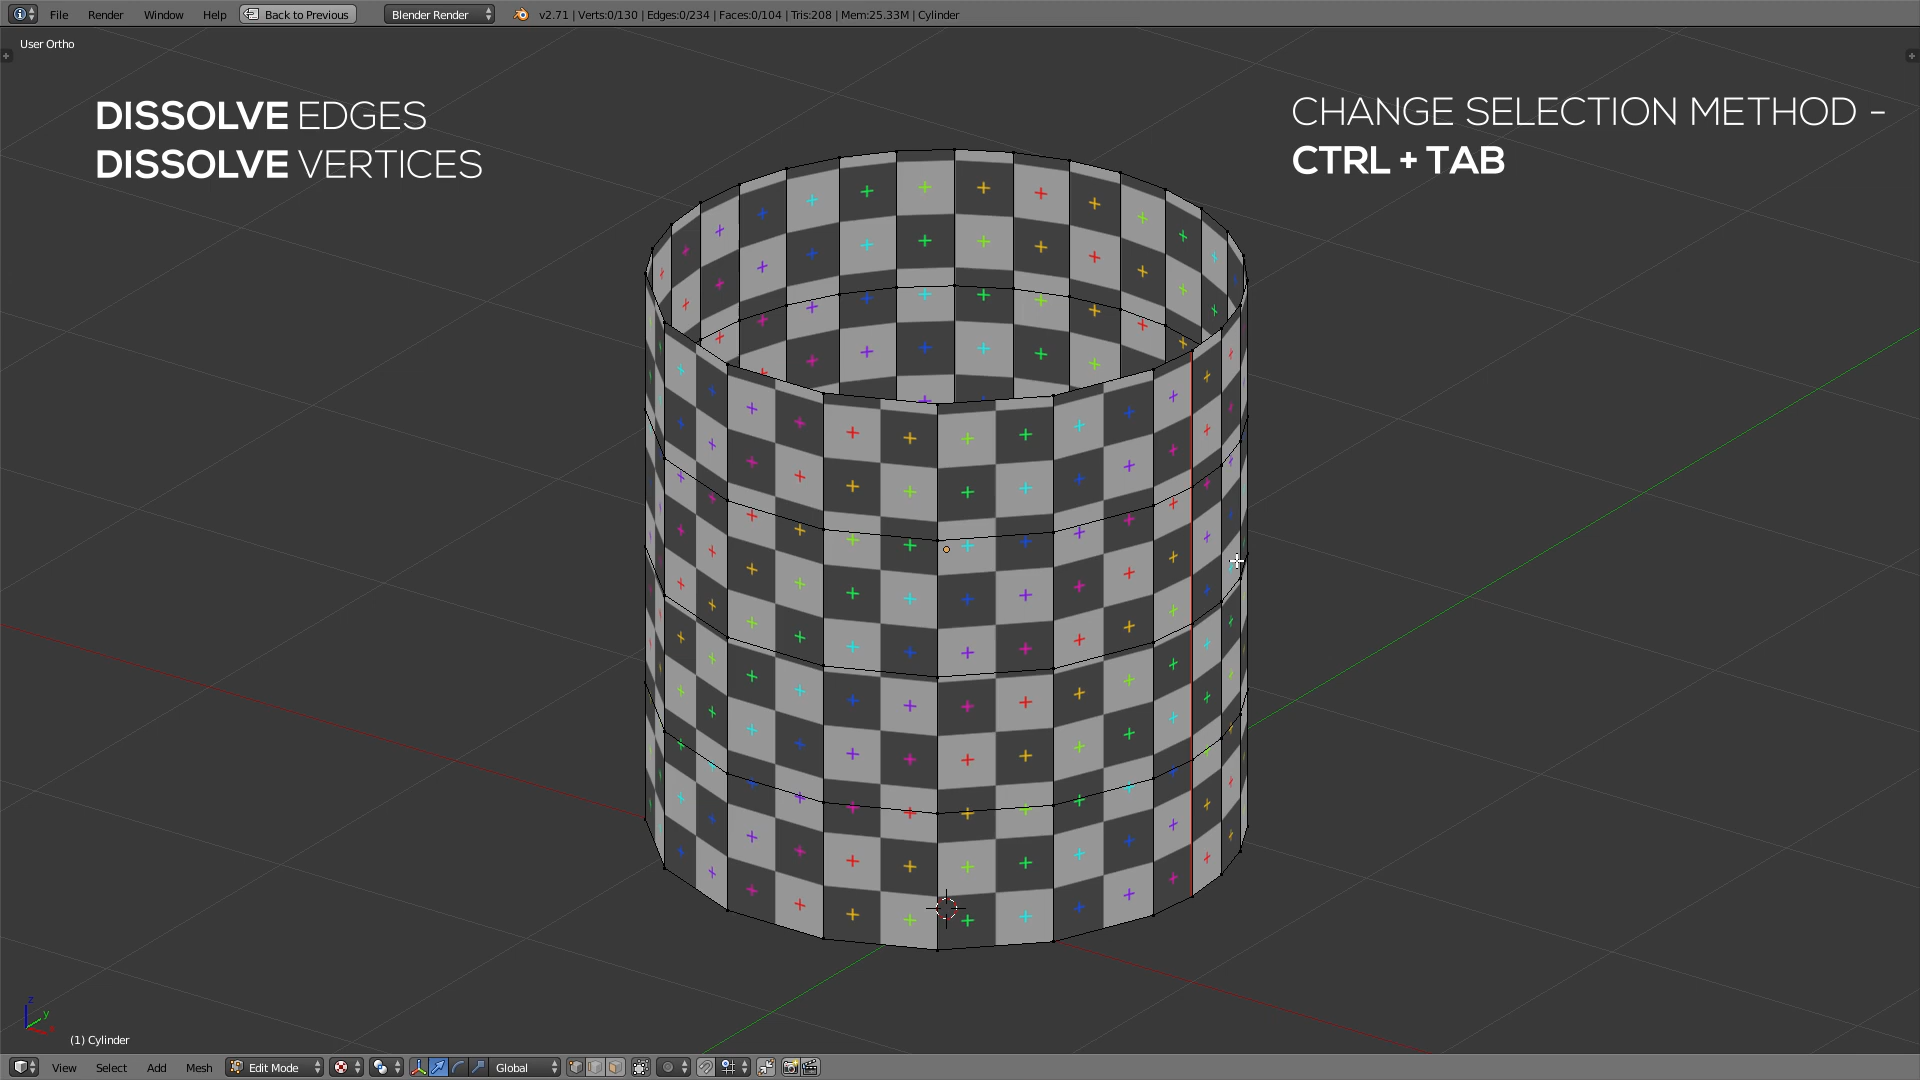 File Render Window Help Back to Previous Blender Render v2.71 | Verts:0/130 | Edges:0/234 | Faces:0/104 | Tris:208 | Mem:25.33M | Cylinder
User Ortho
DISSOLVE EDGES
DISSOLVE VERTICES
CHANGE SELECTION METHOD -
CTRL + TAB
z
y
x
(1) Cylinder
View Select Add Mesh Edit Mode Global